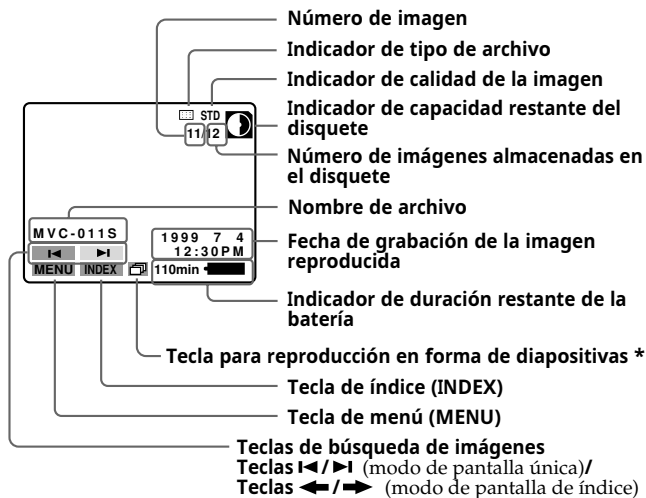 Número de imagen
Indicador de tipo de archivo
Indicador de calidad de la imagen
Indicador de capacidad restante del
disquete
Número de imágenes almacenadas en
el disquete
Nombre de archivo
Fecha de grabación de la imagen
reproducida
Indicador de duración restante de la
batería
STD
11/12
MVC-011S
1999 7 4
12:30PM
MENU INDEX 110min
Tecla para reproducción en forma de diapositivas *
Tecla de índice (INDEX)
Tecla de menú (MENU)
Teclas de búsqueda de imágenes
Teclas I◄/►I (modo de pantalla única)/
Teclas ←/→ (modo de pantalla de índice)